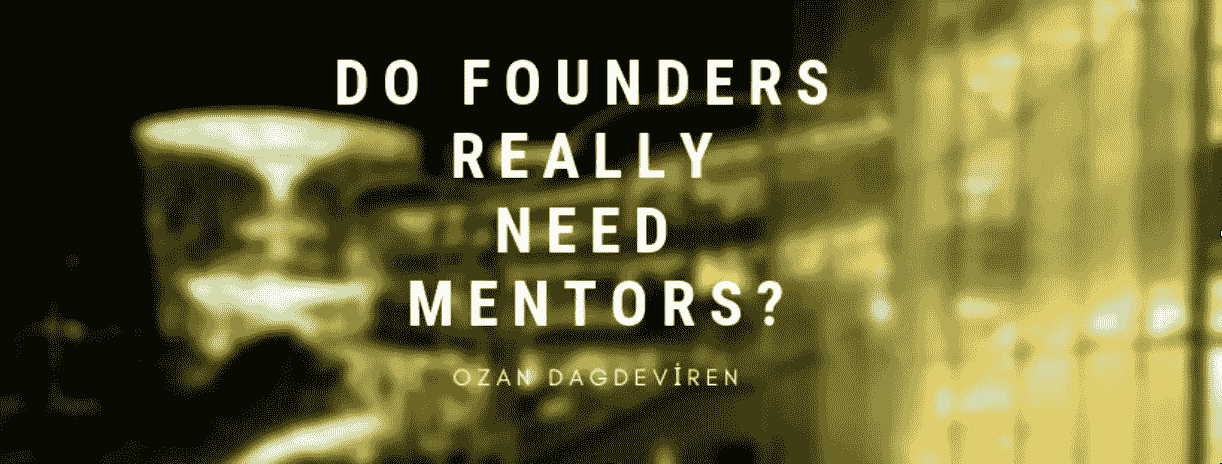 DO FOUNDERS
REALLY
NEED
MENTORS?
OZAN DAGDEVİREN